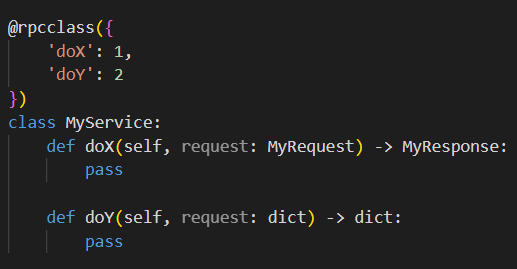 @rpcclass({
    'doX': 1,
    'doY': 2
})
class MyService:
    def doX(self, request: MyRequest) -> MyResponse:
        pass

    def doY(self, request: dict) -> dict:
        pass